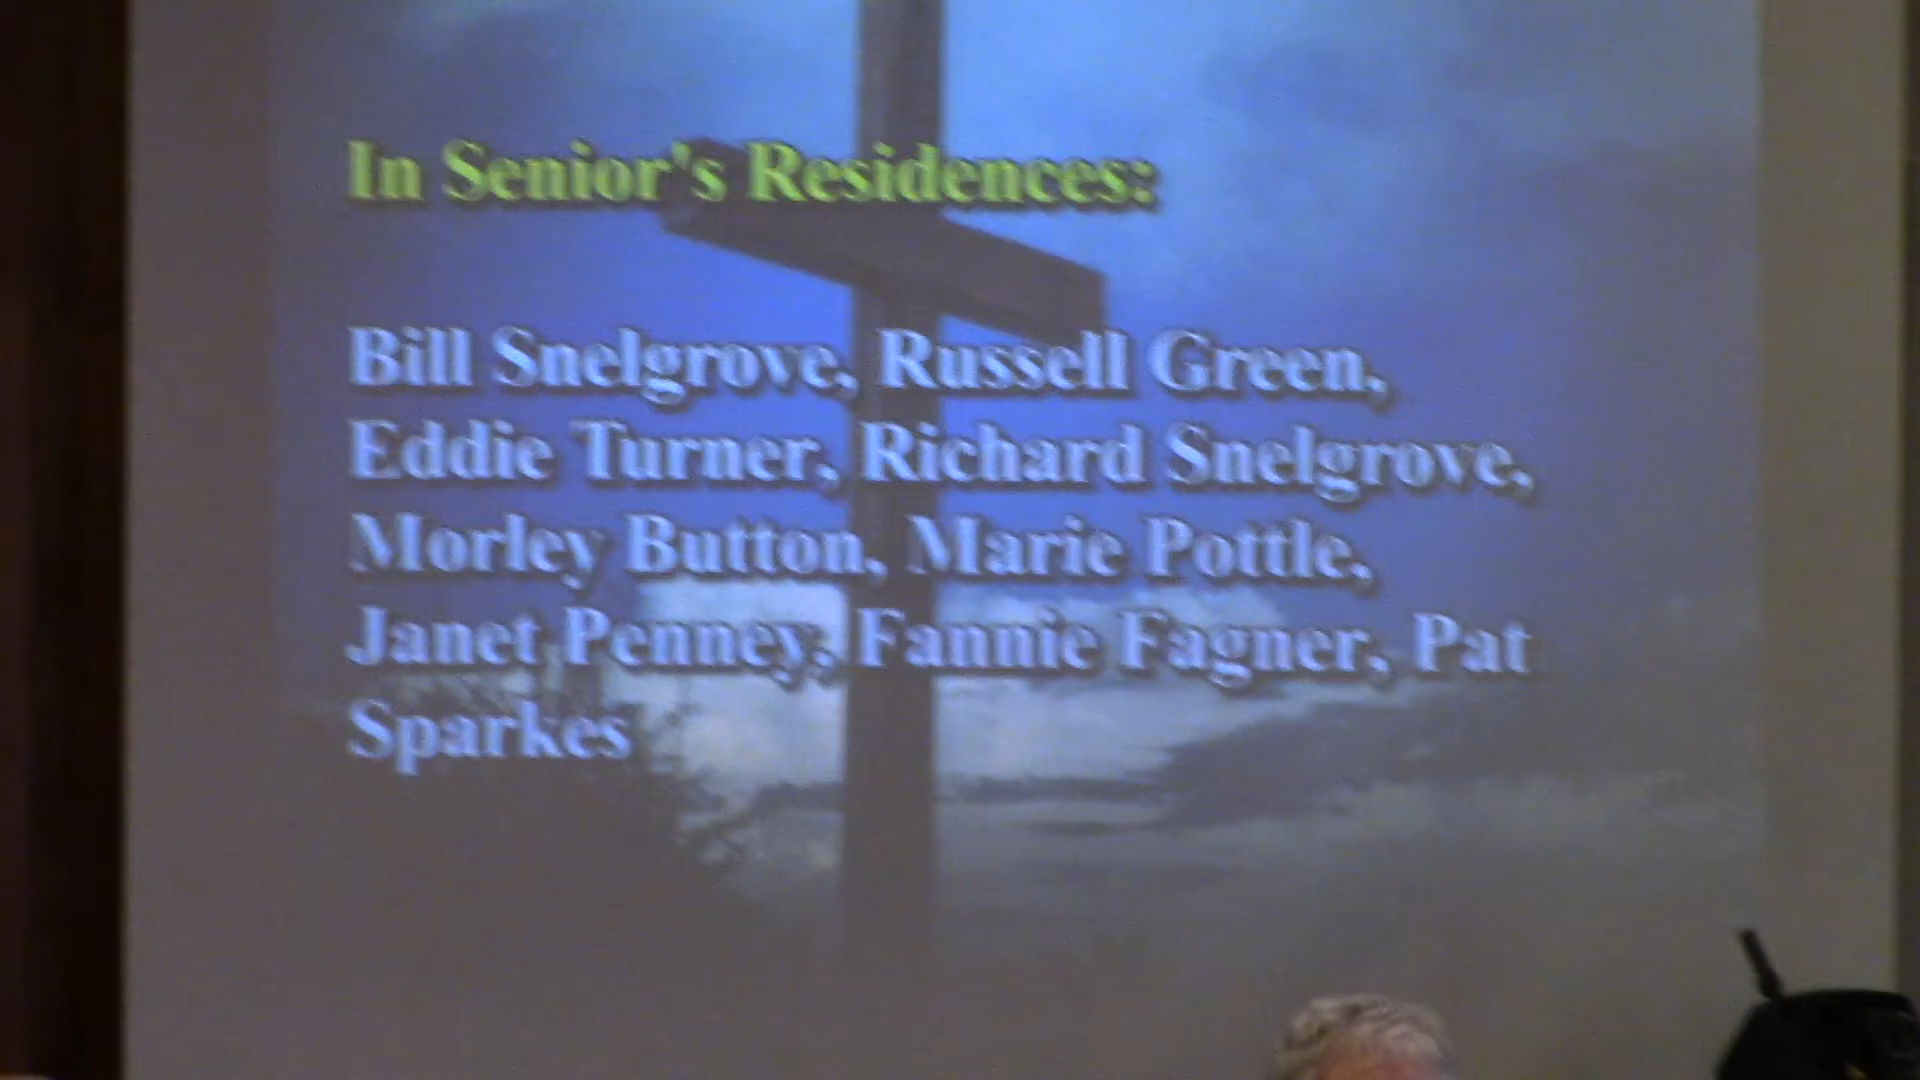 In Senior's Residences:
Bill Snelgrove, Russell Green,
Eddie Turner, Richard Snelgrove,
Morley Button, Marie Pottle,
Janet Penney, Fannie Fagner, Pat
Sparkes